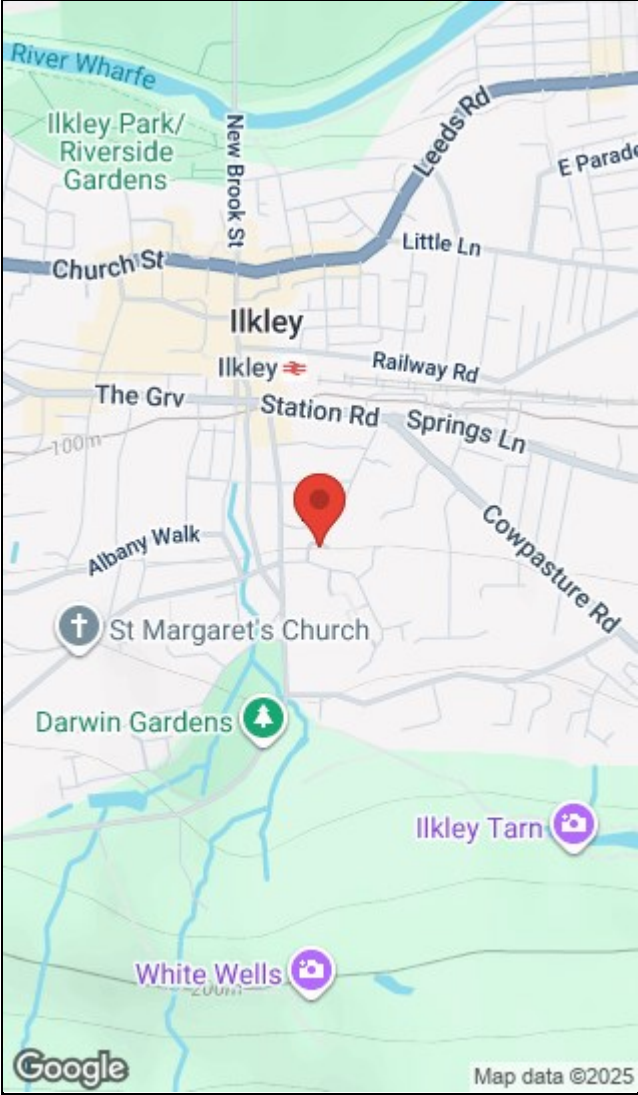 River Wharfe
Ilkley Park/
Riverside
Gardens
New Brook St
Leeds Rd
E Parade
Church St
Little Ln
Ilkley
Ilkley
Railway Rd
The Grv
Station Rd
Springs Ln
100m
Cowpasture Rd
Albany Walk
St Margaret's Church
Darwin Gardens
Ilkley Tarn
White Wells
200m
Google
Map data ©2025